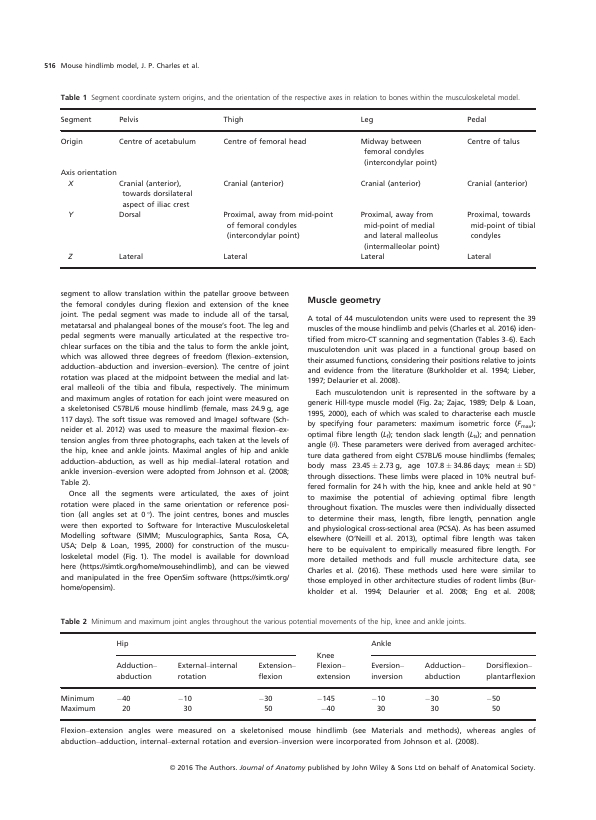 516 Mouse hindlimb model, J. P. Charles et al.
Table 1 Segment coordinate system origins, and the orientation of the respective axes in relation to bones within the musculoskeletal model.
Segment Pelvis Thigh Leg Pedal
Origin Centre of acetabulum Centre of femoral head Midway between Centre of talus
femoral condyles
(intercondylar point)
Axis orientation
X Cranial (anterior), Cranial (anterior) Cranial (anterior) Cranial (anterior)
towards dorsilateral
aspect of iliac crest
Y Dorsal Proximal, away from mid-point Proximal, away from Proximal, towards
of femoral condyles mid-point of medial mid-point of tibial
(intercondylar point) and lateral malleolus condyles
(intermalleolar point)
Z Lateral Lateral Lateral Lateral
segment to allow translation within the patellar groove between
the femoral condyles during flexion and extension of the knee
joint. The pedal segment was made to include all of the tarsal,
metatarsal and phalangeal bones of the mouse's foot. The leg and
pedal segments were manually articulated at the respective tro-
chlear surfaces on the tibia and talus to form the ankle joint,
which was allowed three degrees of freedom (flexion–extension,
adduction–abduction and inversion–eversion). The centre of joint
rotation was placed at the midpoint between the medial and lat-
eral malleoli of the tibia and fibula, respectively. The minimum
and maximum angles of rotation for each joint were measured on
a skeletonised C57BL/6 mouse hindlimb (female, mass 24.9 g, age
117 days). The soft tissue was removed and ImageJ software (Sch-
neider et al. 2012) was used to measure the maximal flexion–ex-
tension angles from three photographs, each taken at the levels of
the hip, knee and ankle joints. Maximal angles of hip and ankle
adduction–abduction, as well as hip medial–lateral rotation and
ankle inversion–eversion were adopted from Johnson et al. (2008;
Table 2).
Once all the segments were articulated, the axes of joint
rotation were placed in the same orientation or reference posi-
tion (all angles set at 0 °). The joint centres, bones and muscles
were then exported to Software for Interactive Musculoskeletal
Modelling software (SIMM; Musculographics, Santa Rosa, CA,
USA; Delp & Loan, 1995, 2000) for construction of the muscu-
loskeletal model (Fig. 1). The model is available for download
here (https://simtk.org/home/mousehindlimb), and can be viewed
and manipulated in the free OpenSim software (https://simtk.org/
home/opensim).
Muscle geometry
A total of 44 musculotendon units were used to represent the 39
muscles of the mouse hindlimb and pelvis (Charles et al. 2016) iden-
tified from micro-CT scanning and segmentation (Tables 3–6). Each
musculotendon unit was placed in a functional group based on
their assumed functions, considering their positions relative to joints
and evidence from the literature (Burkholder et al. 1994; Lieber,
1997; Delaurier et al. 2008).
Each musculotendon unit is represented in the software by a
generic Hill-type muscle model (Fig. 2a; Zajac, 1989; Delp & Loan,
1995, 2000), each of which was scaled to characterise each muscle
by specifying four parameters: maximum isometric force (Fmax);
optimal fibre length (Lf); tendon slack length (Ls); and pennation
angle (θ). These parameters were derived from averaged architec-
ture data gathered from eight C57BL/6 mouse hindlimbs (females;
body mass 23.45 ± 2.73 g, age 107.8 ± 34.86 days; mean ± SD)
through dissections. These limbs were placed in 10% neutral buf-
fered formalin for 24 h with the hip, knee and ankle held at 90 °
to maximise the potential of achieving optimal fibre length
throughout fixation. The muscles were then individually dissected
to determine their mass, length, fibre length, pennation angle
and physiological cross-sectional area (PCSA). As has been assumed
elsewhere (O'Neill et al. 2013), optimal fibre length was taken
here to be equivalent to empirically measured fibre length. For
more detailed methods and full muscle architecture data, see
Charles et al. (2016). These methods used here were similar to
those employed in other architecture studies of rodent limbs (Bur-
kholder et al. 1994; Delaurier et al. 2008; Eng et al. 2008;
Table 2 Minimum and maximum joint angles throughout the various potential movements of the hip, knee and ankle joints.
Hip Ankle
Knee
Adduction– External–internal Extension– Flexion– Eversion– Adduction– Dorsiflexion–
abduction rotation flexion extension inversion abduction plantarflexion
Minimum −40 −10 −30 −145 −10 −30 −50
Maximum 20 30 50 −40 30 30 50
Flexion–extension angles were measured on a skeletonised mouse hindlimb (see Materials and methods), whereas angles of
abduction–adduction, internal–external rotation and eversion–inversion were incorporated from Johnson et al. (2008).
© 2016 The Authors. Journal of Anatomy published by John Wiley & Sons Ltd on behalf of Anatomical Society.